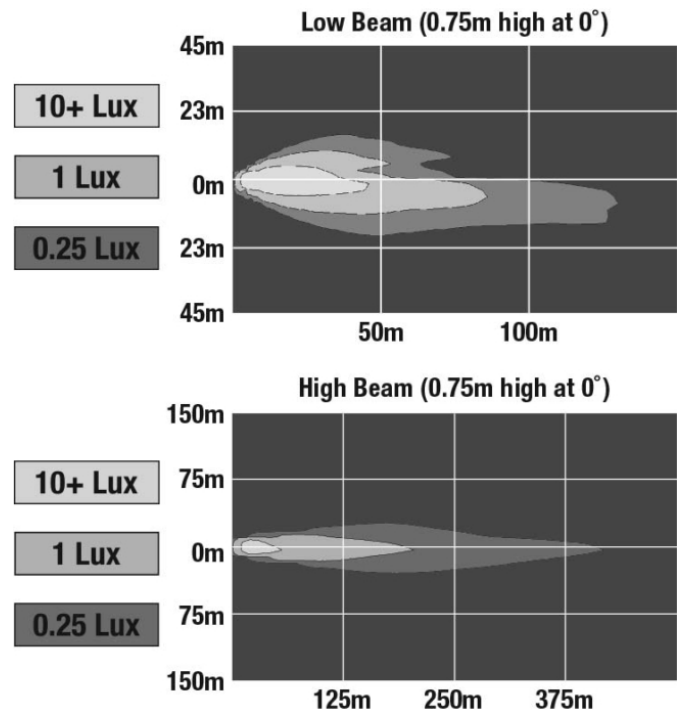 Low Beam (0.75m high at 0˚)
45m
10+ Lux
23m
1 Lux
0m
0.25 Lux
23m
45m
50m 100m
High Beam (0.75m high at 0˚)
150m
10+ Lux
75m
1 Lux
0m
0.25 Lux
75m
150m
125m 250m 375m